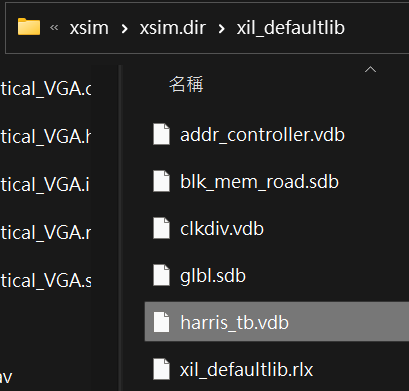 « xsim › xsim.dir › xil_defaultlib
名稱
tical_VGA.
tical_VGA.h
tical_VGA.i
tical_VGA.r
tical_VGA.s
addr_controller.vdb
blk_mem_road.sdb
clkdiv.vdb
glbl.sdb
harris_tb.vdb
xil_defaultlib.rlx